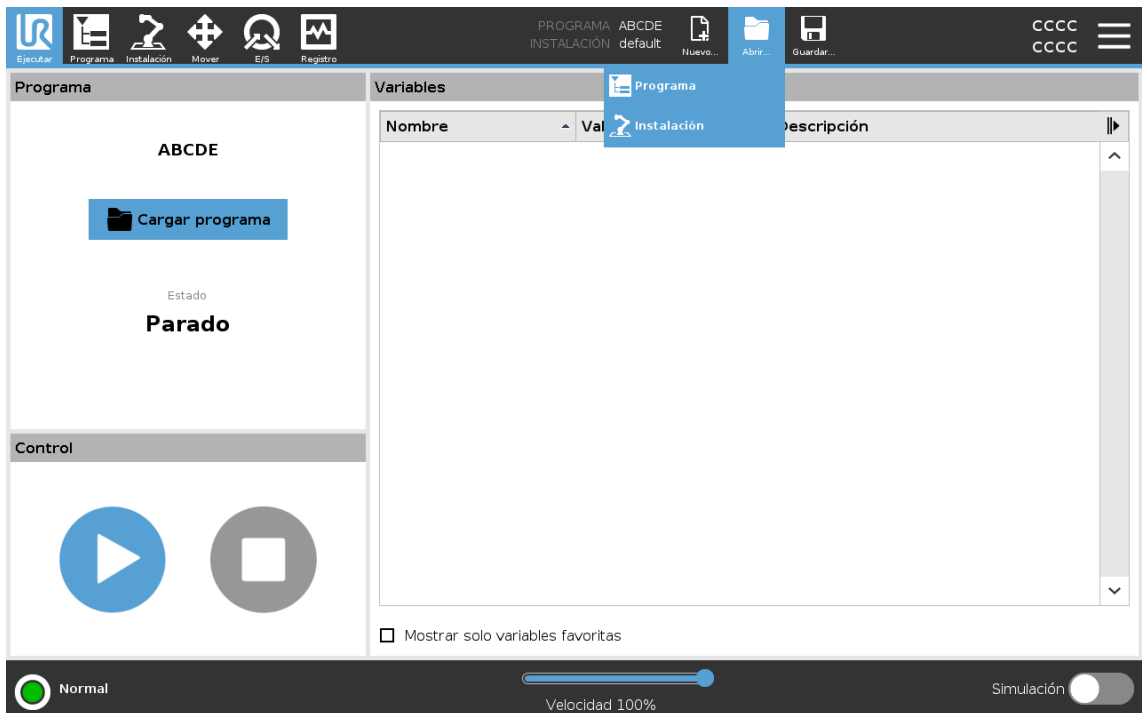 PROGRAMA ABCDE
INSTALACIÓN default
CCCC
CCCC
Ejecutar Programa Instalación Mover E/S Registro
Nuevo... Abrir... Guardar...
Programa
Instalación
Programa
ABCDE
Cargar programa
Estado
Parado
Control
Variables
Nombre
Mostrar solo variables favoritas
Normal
Velocidad 100%
Simulación